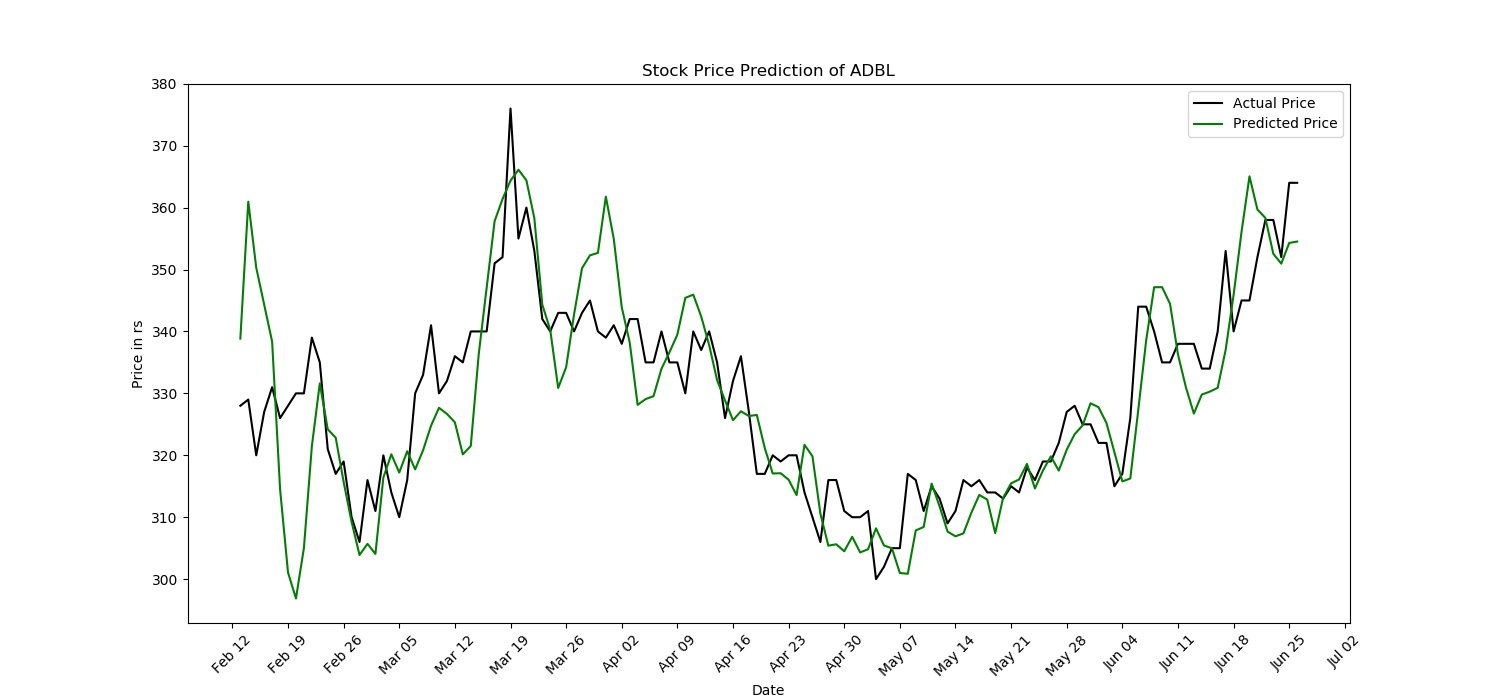 Stock Price Prediction of ADBL
Actual Price
Predicted Price
Price in rs
380
370
360
350
340
330
320
310
300
Feb 12
Feb 19
Feb 26
Mar 05
Mar 12
Mar 19
Mar 26
Apr 02
Apr 09
Apr 16
Apr 23
Apr 30
May 07
May 14
May 21
May 28
Jun 04
Jun 11
Jun 18
Jun 25
Jul 02
Date